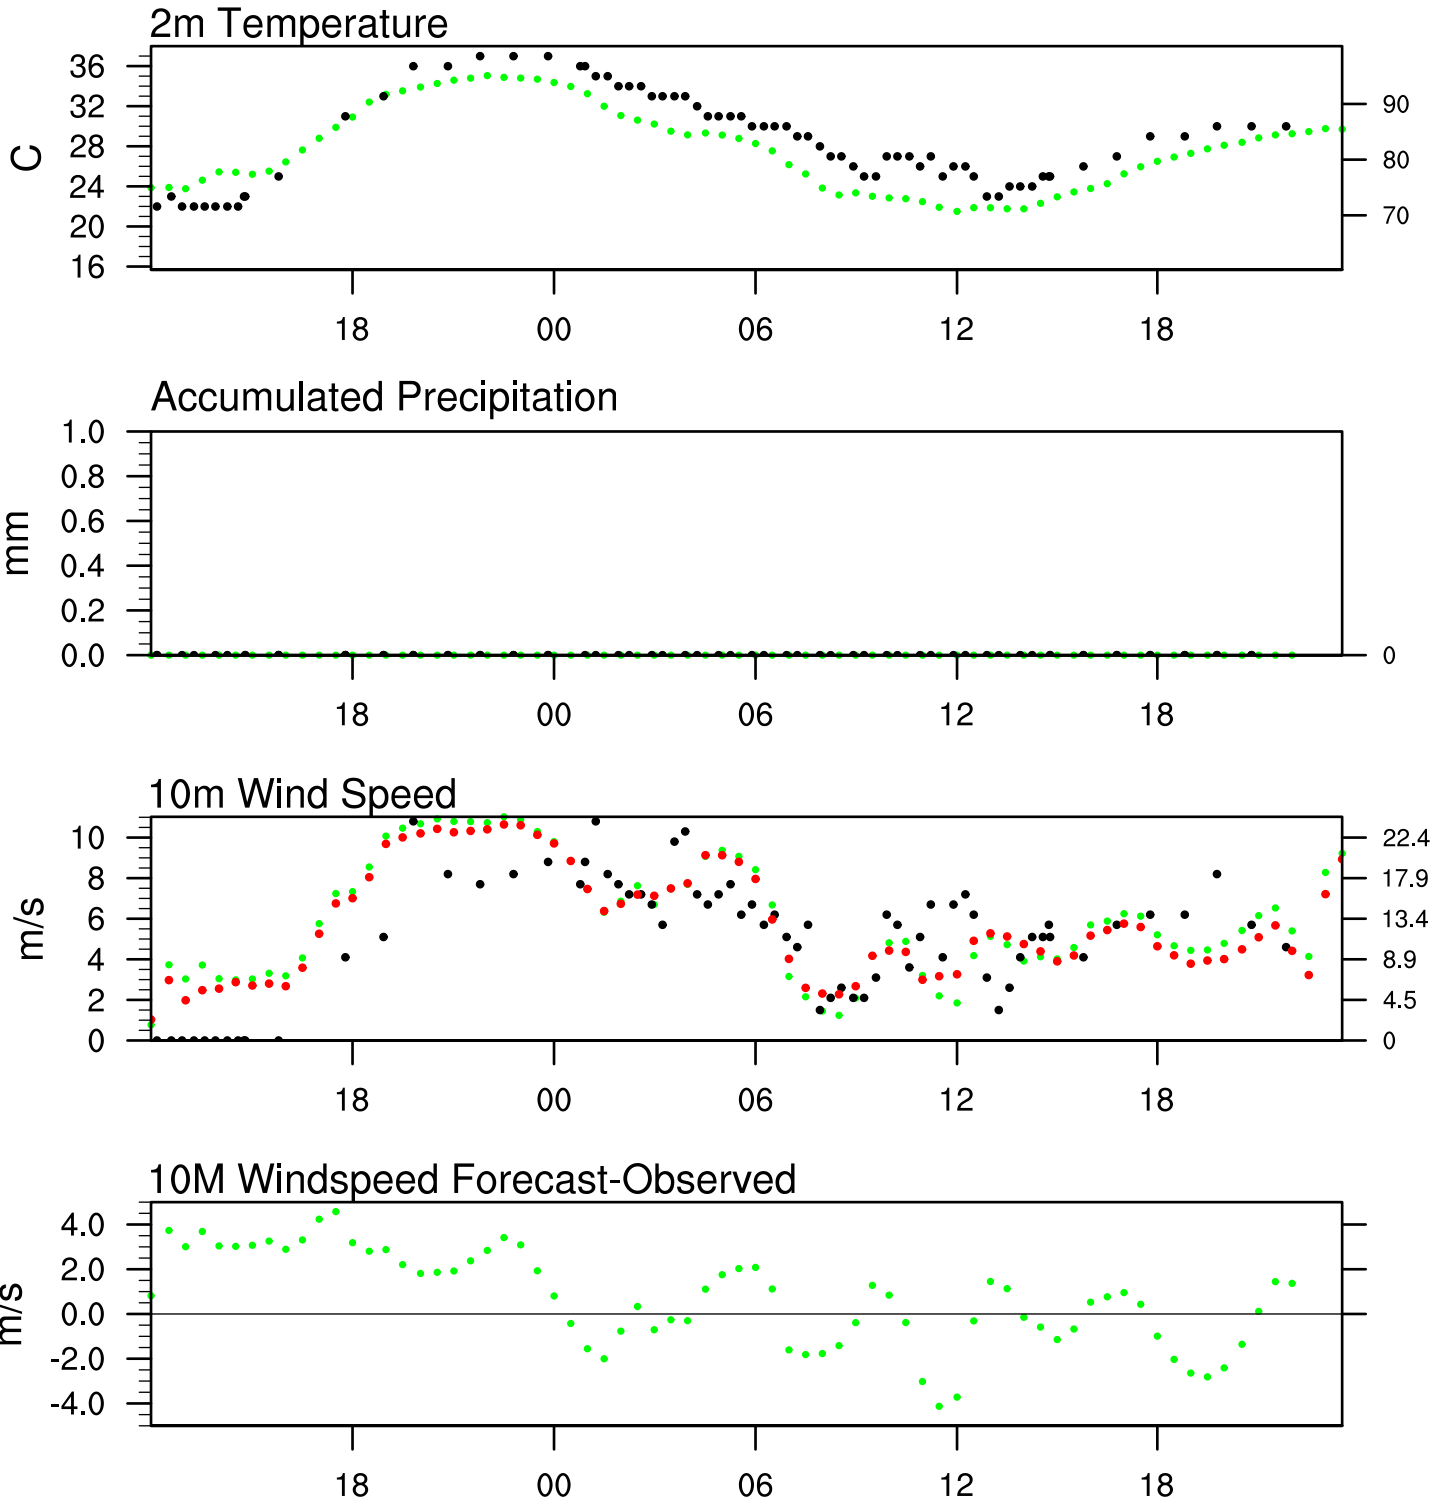 2m Temperature
36
32
28
24
20
16
C
90
80
70
18 00 06 12 18
Accumulated Precipitation
1.0
0.8
0.6
0.4
0.2
0.0
mm
0
18 00 06 12 18
10m Wind Speed
10
8
6
4
2
0
m/s
22.4
17.9
13.4
8.9
4.5
0
18 00 06 12 18
10M Windspeed Forecast-Observed
4.0
2.0
0.0
-2.0
-4.0
m/s
18 00 06 12 18